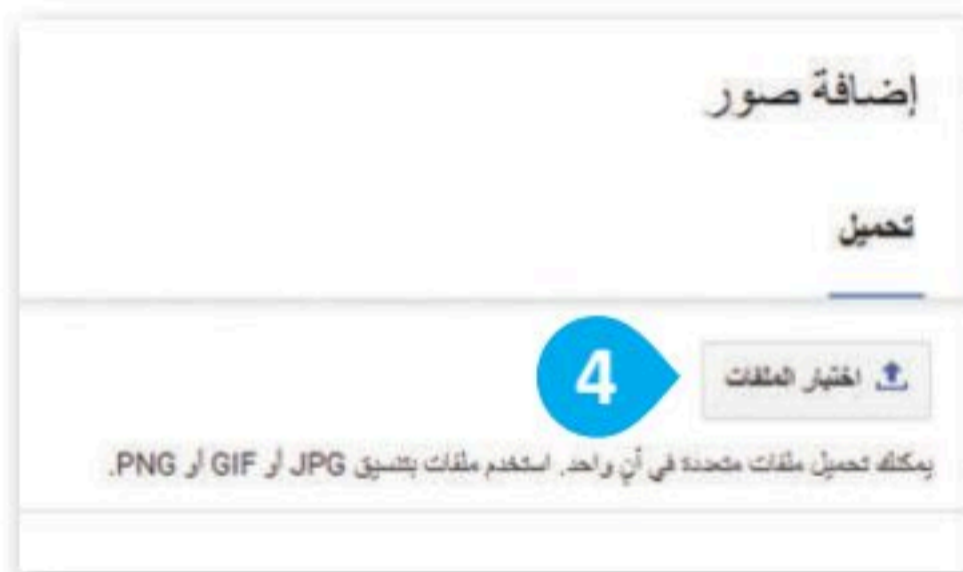 إضافة صور
تحميل
4
اختيار الملفات
يمكنك تحميل ملفات متعددة في آنٍ واحد. استخدم ملفات بتنسيق JPG أو GIF أو PNG.